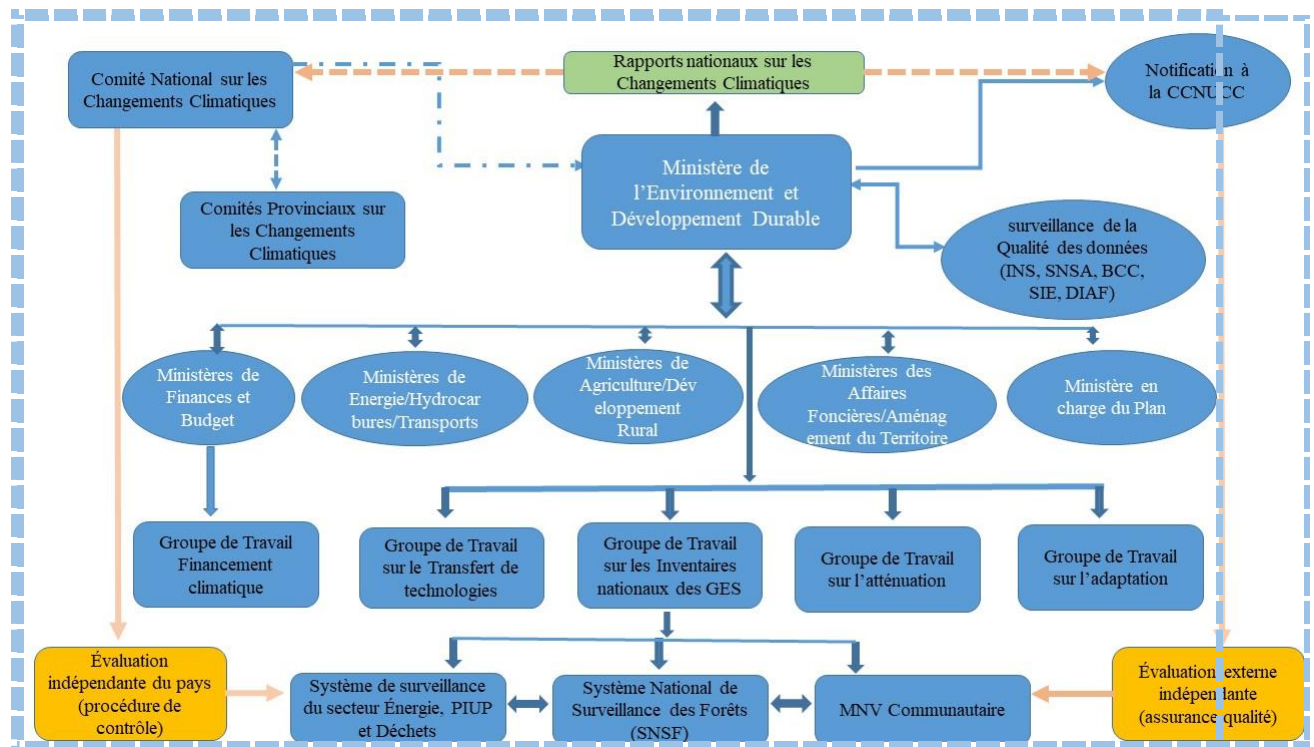 Comité National sur les
Changements Climatiques
Rapports nationaux sur les
Changements Climatiques
Notification à
la CCNUCC
Ministère de
l’Environnement et
Développement Durable
Comités Provinciaux sur
les Changements
Climatiques
surveillance de la
Qualité des données
(INS, SNSA, BCC,
SIE, DIAF)
Ministères de
Finances et
Budget
Ministères de
Energie/Hydrocar
bures/Transports
Ministères de
Agriculture/Dév
eloppement
Rural
Ministères des
Affaires
Foncières/Aménag
ement du Territoire
Ministère en
charge du Plan
Groupe de Travail
Financement
climatique
Groupe de Travail
sur le Transfert de
technologies
Groupe de Travail
sur les Inventaires
nationaux des GES
Groupe de Travail
sur l’atténuation
Groupe de Travail
sur l’adaptation
Évaluation
indépendante du pays
(procédure de
contrôle)
Système de surveillance
du secteur Énergie, PIUP
et Déchets
Système National de
Surveillance des Forêts
(SNSF)
MNV Communautaire
Évaluation externe
indépendante
(assurance qualité)